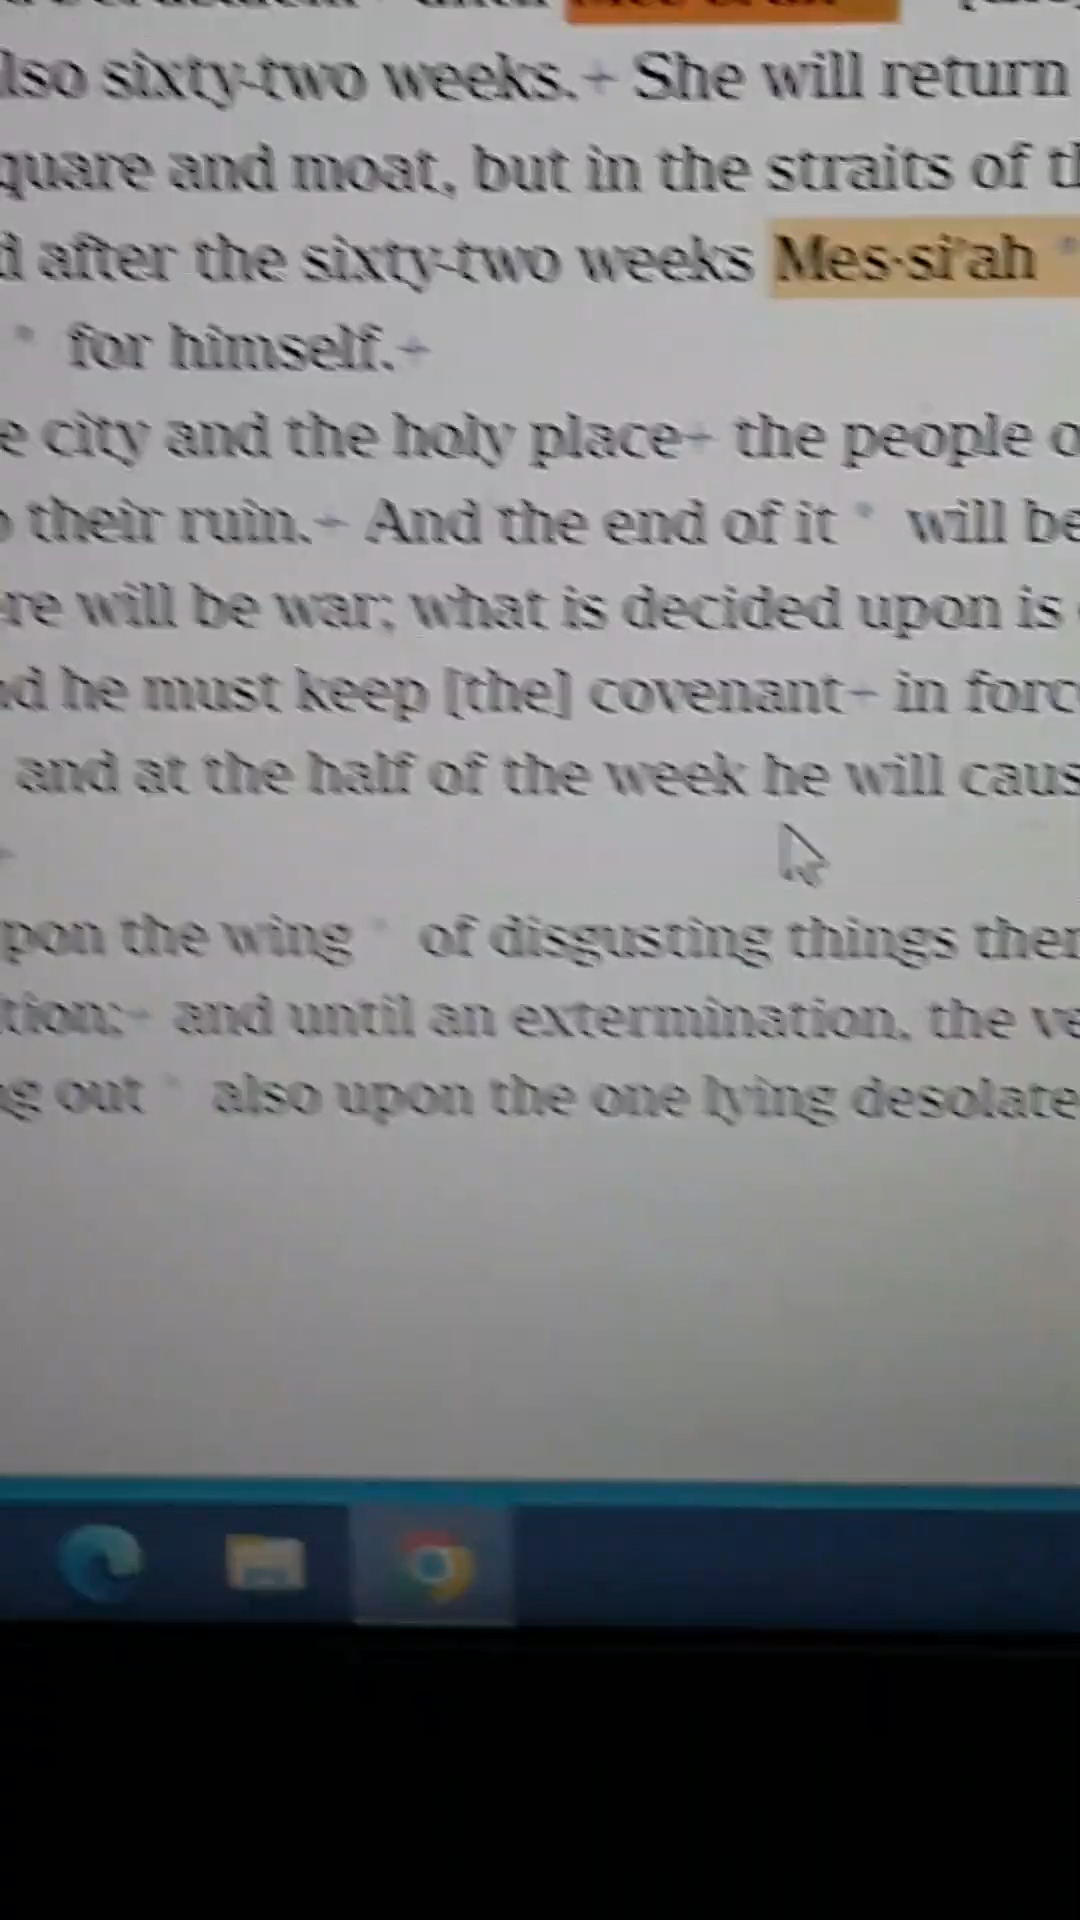 lso sixty-two weeks.+ She will return
quare and moat, but in the straits of th
d after the sixty-two weeks Mes·si′ah *
* for himself.+
e city and the holy place+ the people o
their ruin.+ And the end of it * will be
re will be war; what is decided upon is
d he must keep [the] covenant+ in forc
and at the half of the week he will caus
+
pon the wing * of disgusting things ther
tion;+ and until an extermination, the ve
g out * also upon the one lying desolate